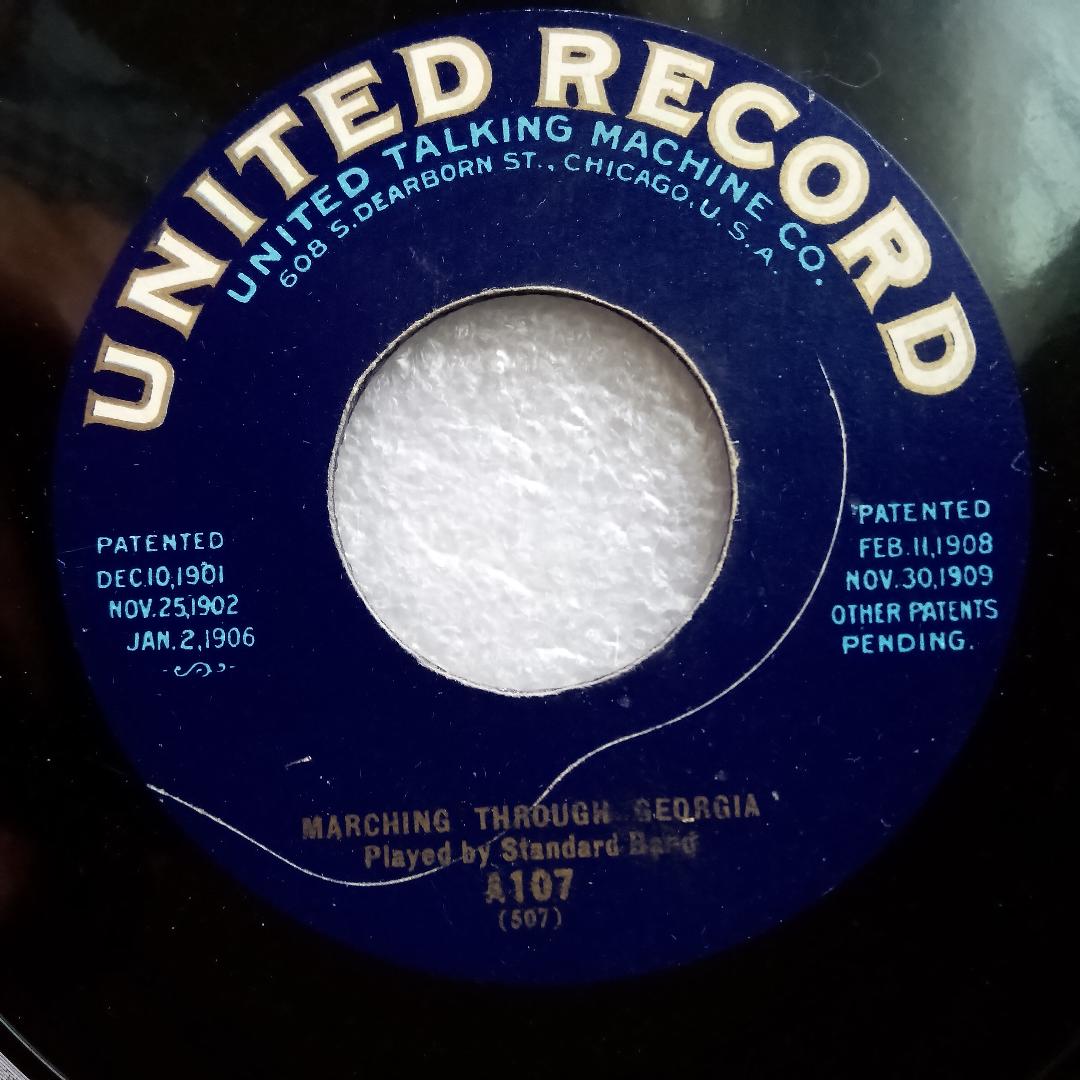 UNITED RECORD
UNITED TALKING MACHINE CO.
608 S. DEARBORN ST., CHICAGO, U.S.A.
PATENTED
DEC.10,1901
NOV.25,1902
JAN.2,1906
PATENTED
FEB.11,1908
NOV.30,1909
OTHER PATENTS
PENDING.
MARCHING THROUGH GEORGIA
Played by Standard Band
A107
(507)